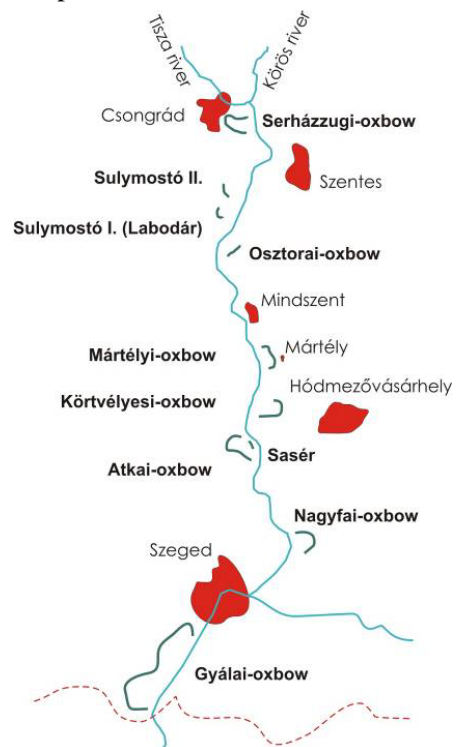 Tisza river
Körös river
Csongrád
Serházzugi-oxbow
Sulymostó II.
Szentes
Sulymostó I. (Labodár)
Osztorai-oxbow
Mindszent
Mártélyi-oxbow
Mártély
Körtvélyesi-oxbow
Hódmezővásárhely
Atkai-oxbow
Sasér
Nagyfai-oxbow
Szeged
Gyálai-oxbow